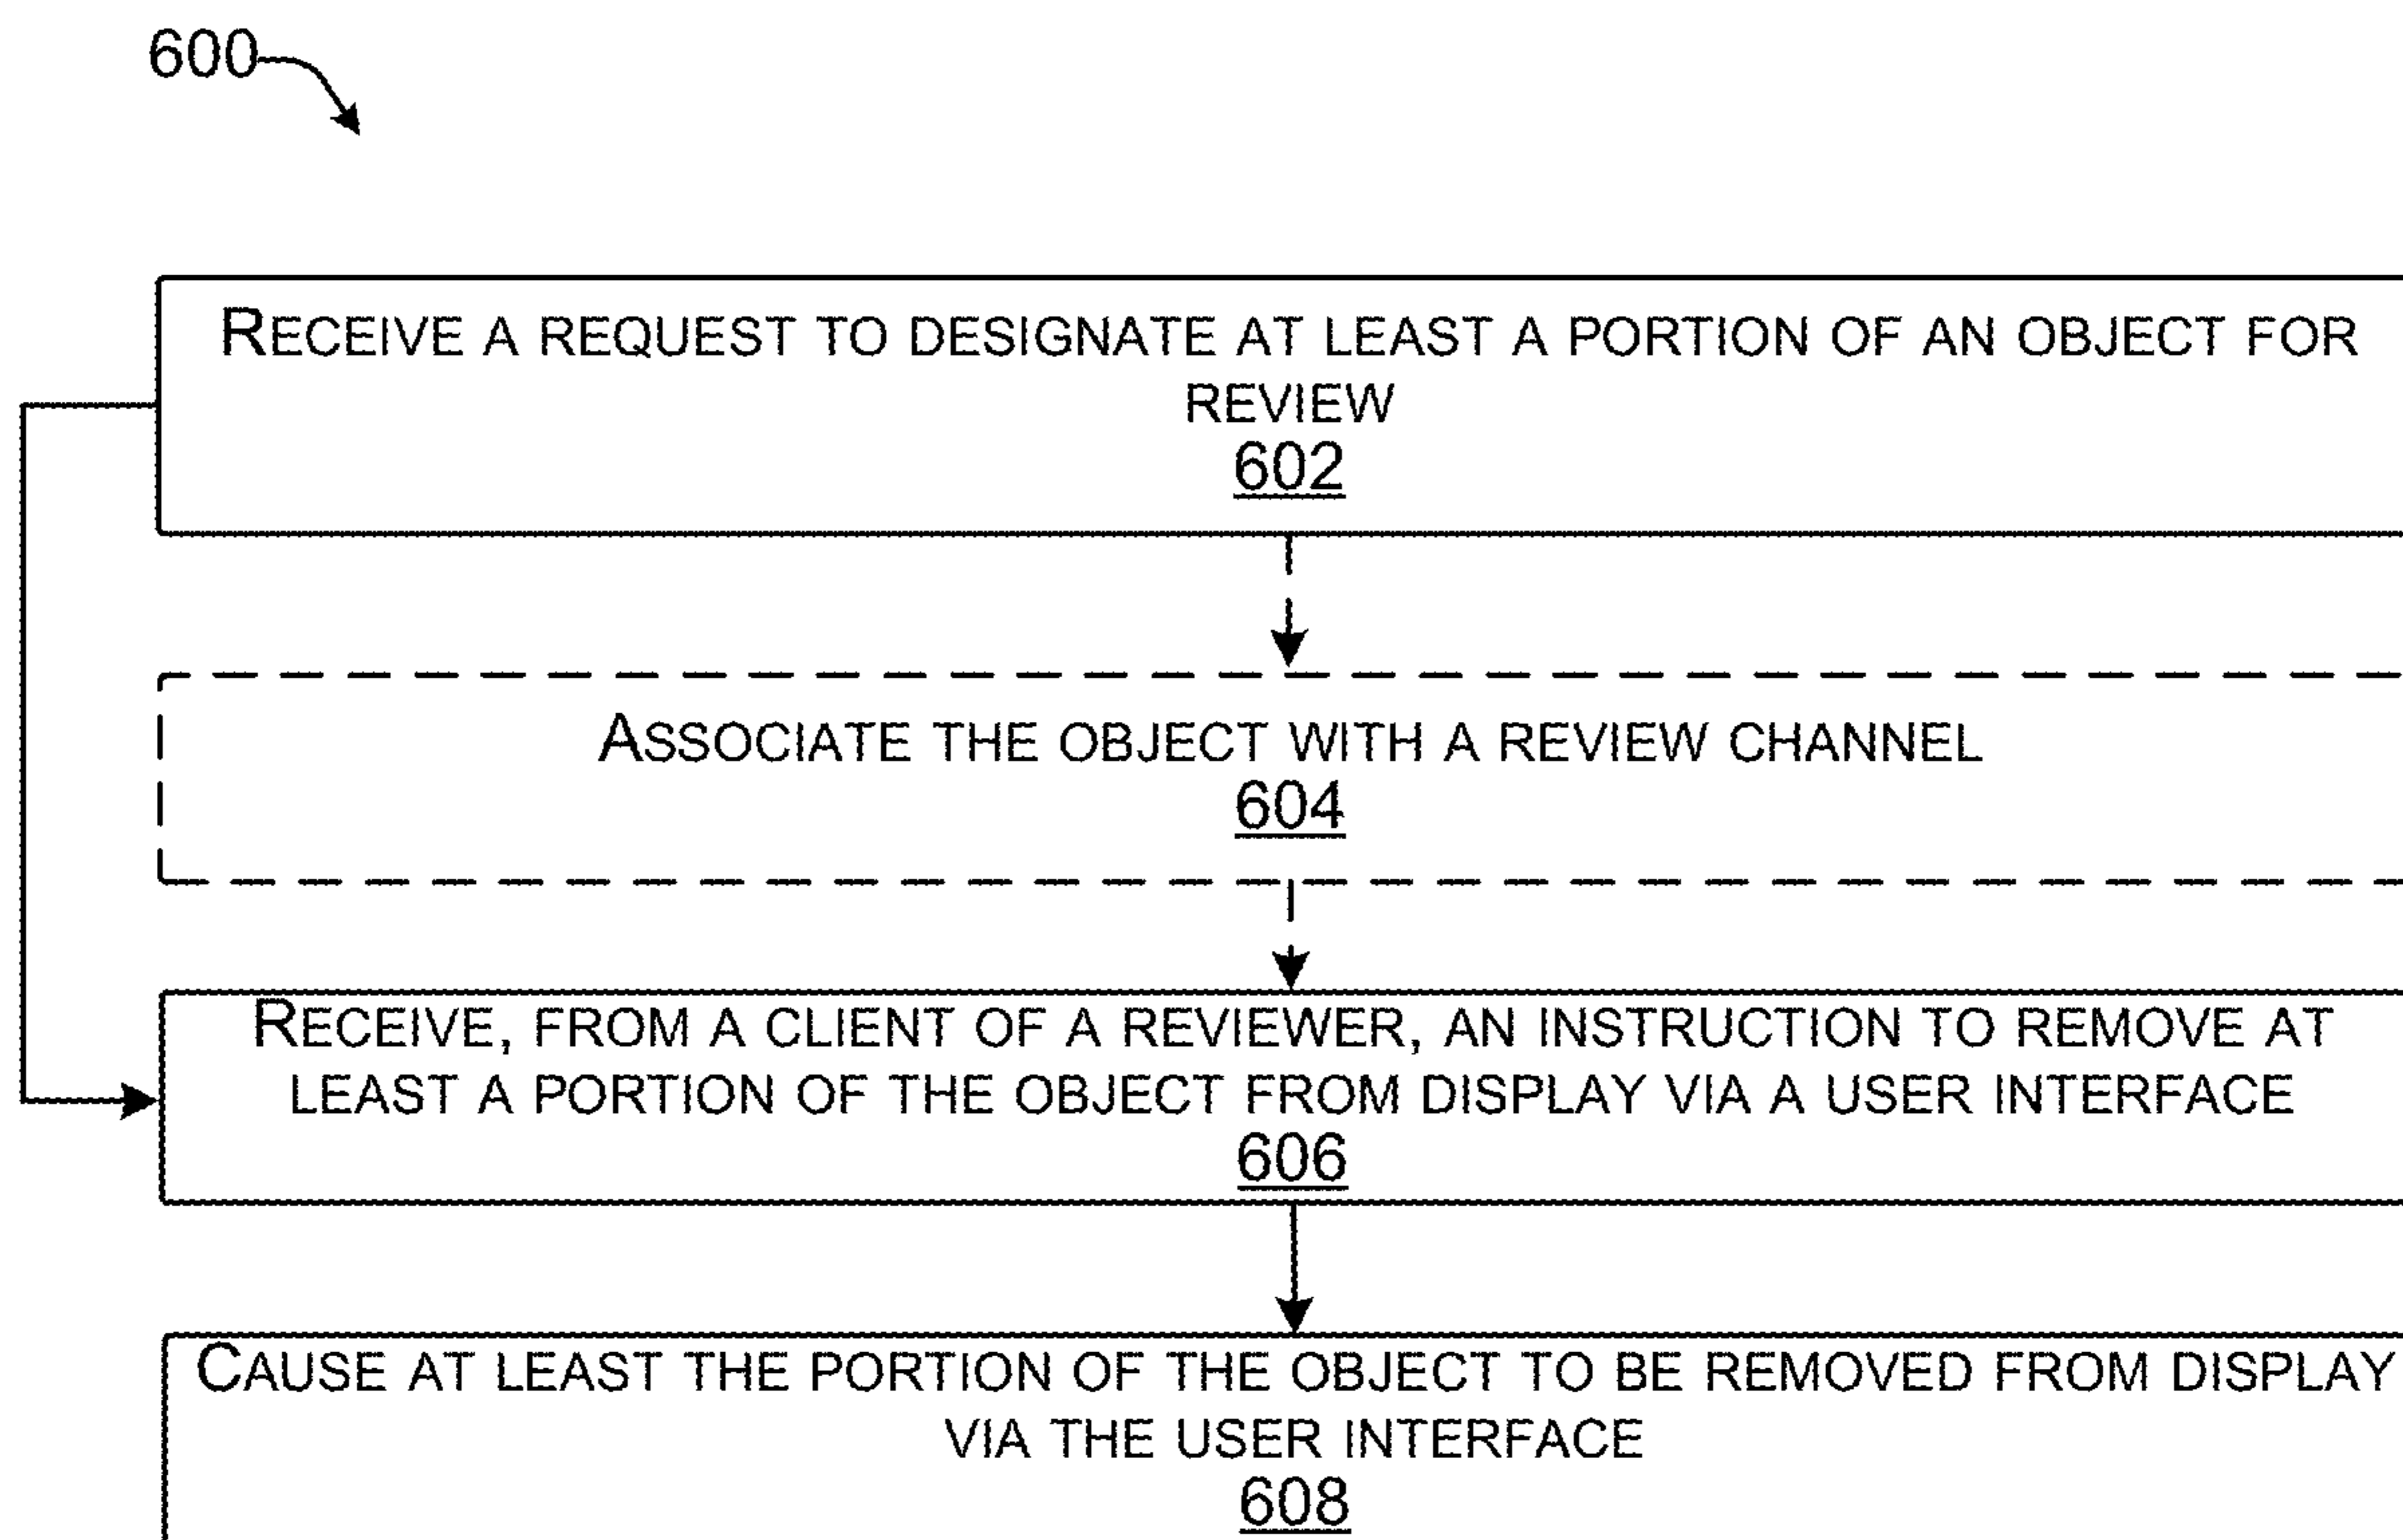 600
RECEIVE A REQUEST TO DESIGNATE AT LEAST A PORTION OF AN OBJECT FOR
REVIEW
602
ASSOCIATE THE OBJECT WITH A REVIEW CHANNEL
604
RECEIVE, FROM A CLIENT OF A REVIEWER, AN INSTRUCTION TO REMOVE AT
LEAST A PORTION OF THE OBJECT FROM DISPLAY VIA A USER INTERFACE
606
CAUSE AT LEAST THE PORTION OF THE OBJECT TO BE REMOVED FROM DISPLAY
VIA THE USER INTERFACE
608